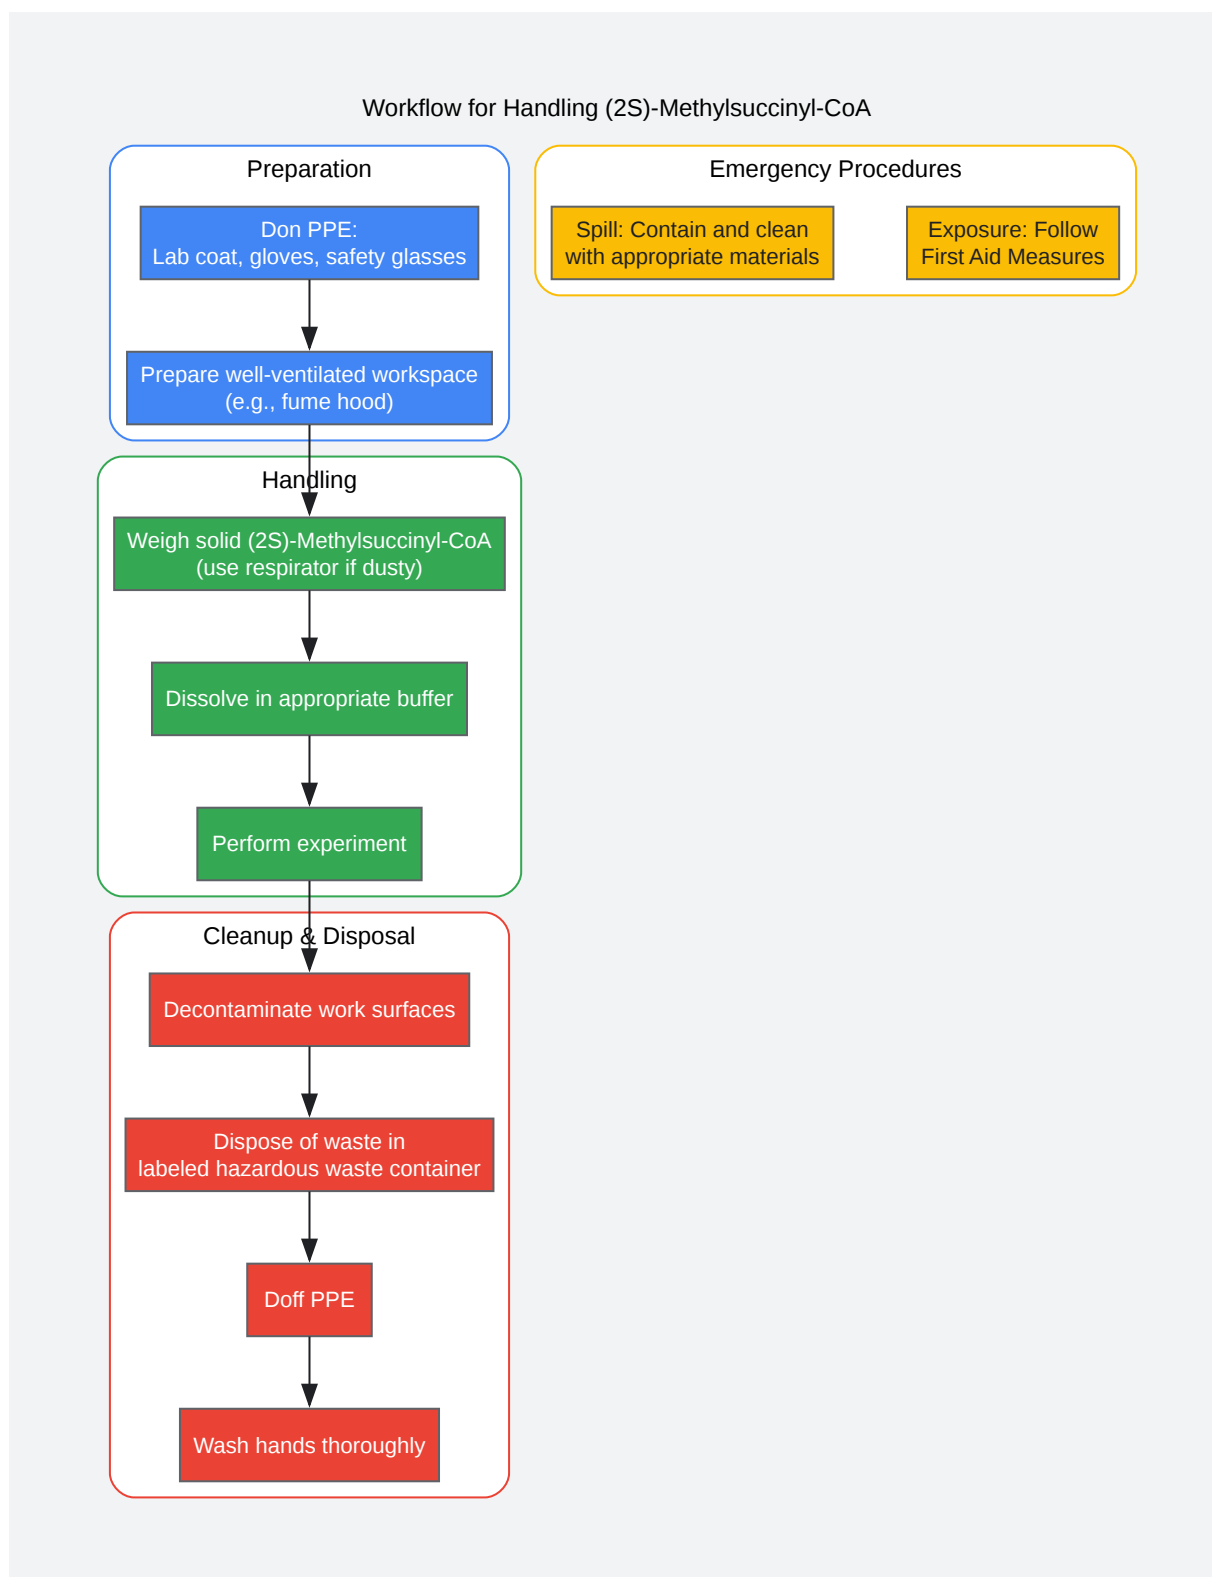 Workflow for Handling (2S)-Methylsuccinyl-CoA
Preparation
Don PPE:
Lab coat, gloves, safety glasses
Prepare well-ventilated workspace
(e.g., fume hood)
Emergency Procedures
Spill: Contain and clean
with appropriate materials
Exposure: Follow
First Aid Measures
Handling
Weigh solid (2S)-Methylsuccinyl-CoA
(use respirator if dusty)
Dissolve in appropriate buffer
Perform experiment
Cleanup & Disposal
Decontaminate work surfaces
Dispose of waste in
labeled hazardous waste container
Doff PPE
Wash hands thoroughly